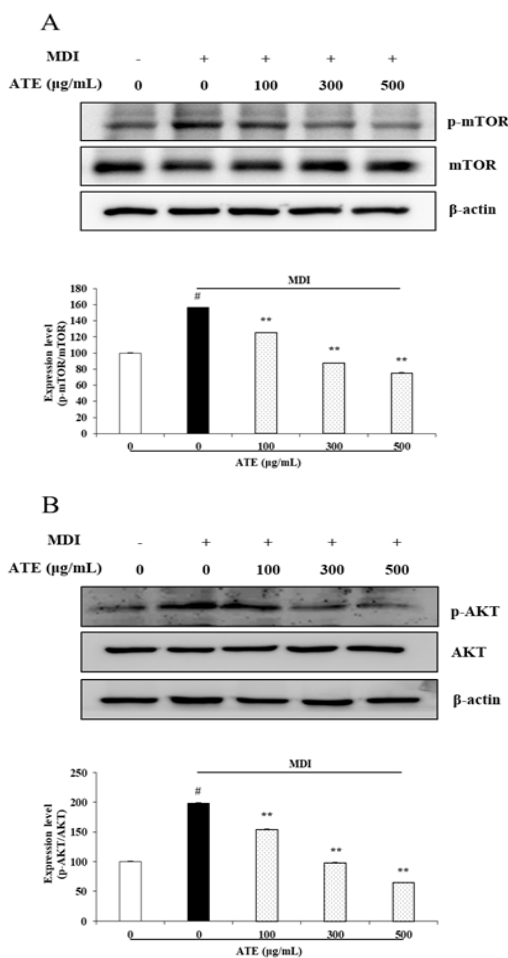 A
MDI - + + + +
ATE (µg/mL) 0 0 100 300 500
p-mTOR
mTOR
β-actin
MDI
180
160
140
120
100
80
60
40
20
0
Expression level
(p-mTOR/mTOR)
#
**
**
**
0 0 100 300 500
ATE (µg/mL)
B
MDI - + + + +
ATE (µg/mL) 0 0 100 300 500
p-AKT
AKT
β-actin
MDI
250
200
150
100
50
0
Expression level
(p-AKT/AKT)
#
**
**
**
0 0 100 300 500
ATE (µg/mL)